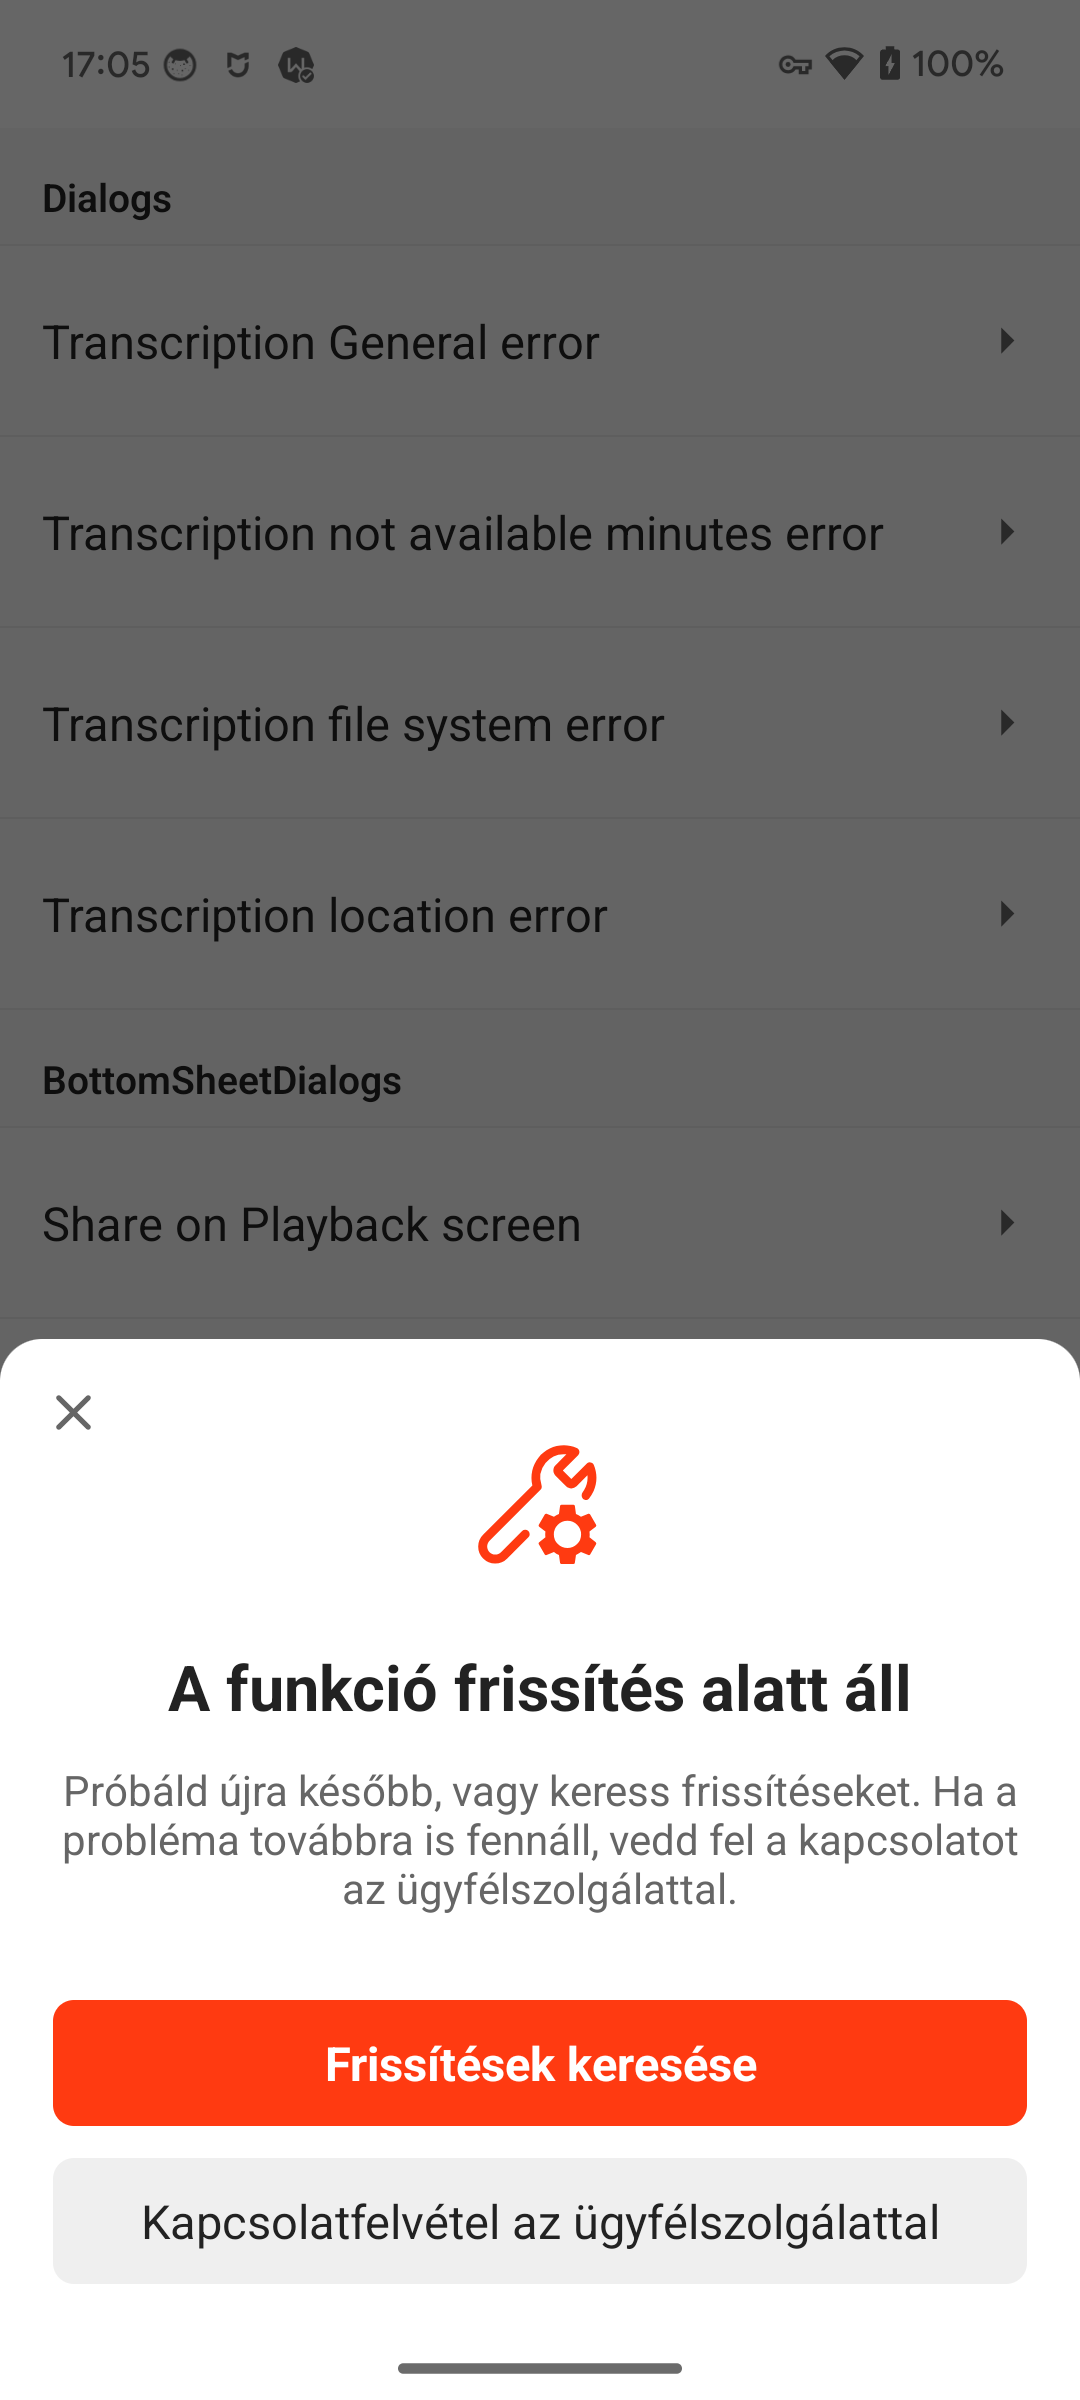 17:05
100%
Dialogs
Transcription General error
Transcription not available minutes error
Transcription file system error
Transcription location error
BottomSheetDialogs
Share on Playback screen
A funkció frissítés alatt áll
Próbáld újra később, vagy keress frissítéseket. Ha a
probléma továbbra is fennáll, vedd fel a kapcsolatot
az ügyfélszolgálattal.
Frissítések keresése
Kapcsolatfelvétel az ügyfélszolgálattal